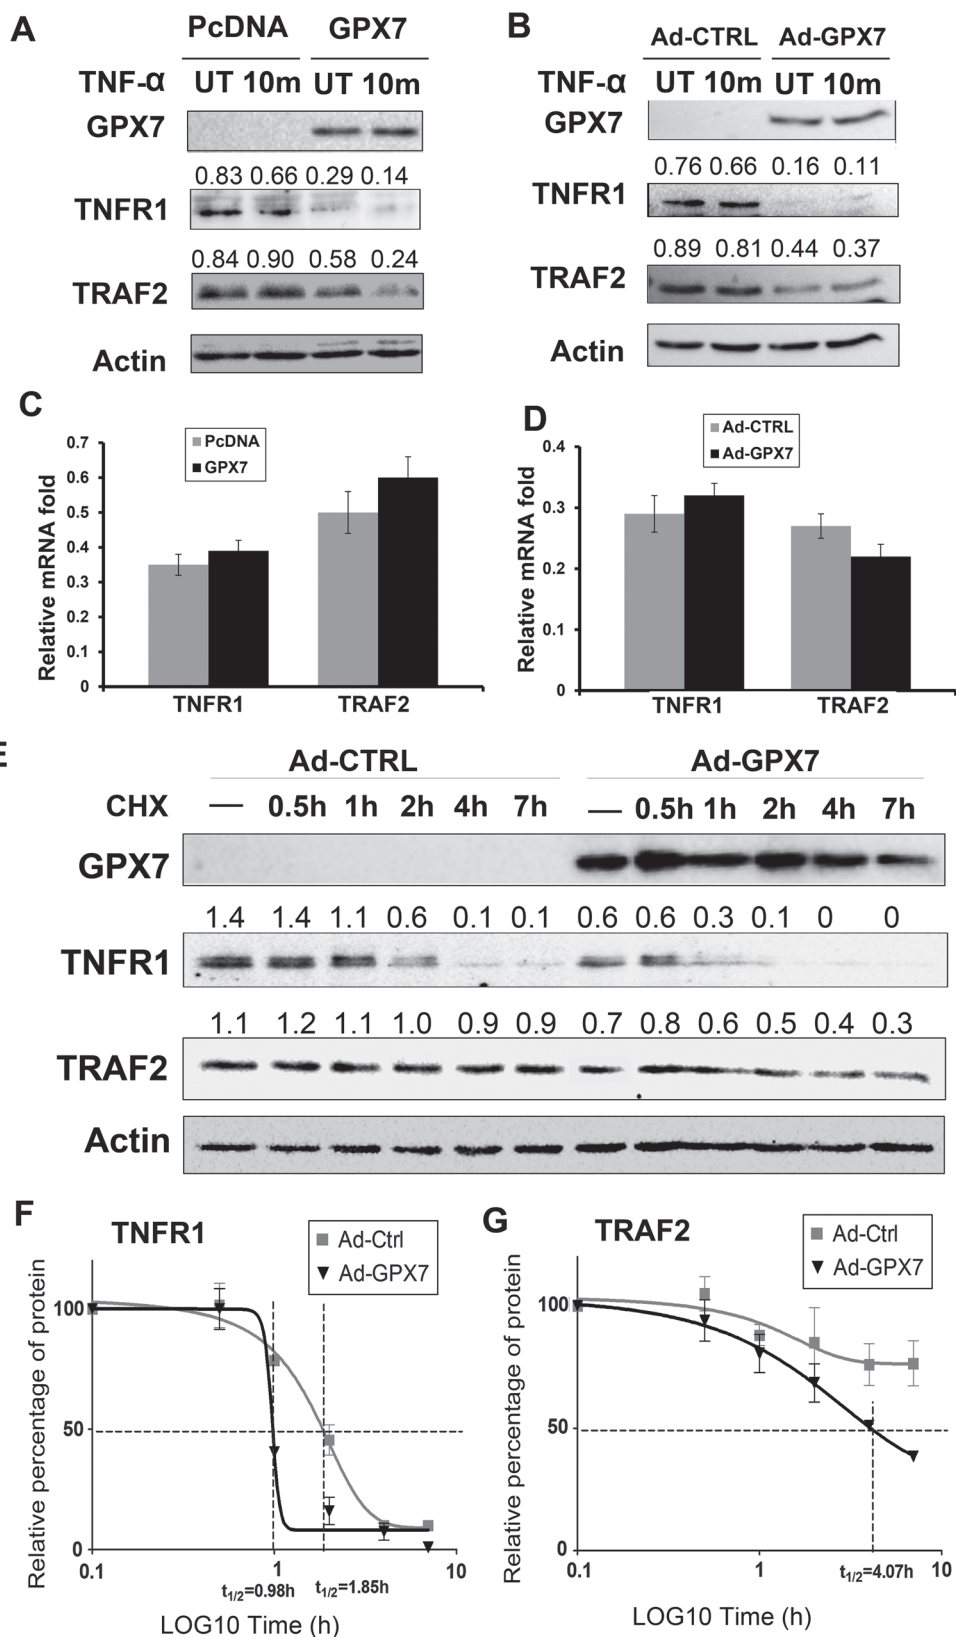 A
PcDNA GPX7
TNF-α UT 10m UT 10m
GPX7
0.83 0.66 0.29 0.14
TNFR1
0.84 0.90 0.58 0.24
TRAF2
Actin
B
Ad-CTRL Ad-GPX7
TNF-α UT 10m UT 10m
GPX7
0.76 0.66 0.16 0.11
TNFR1
0.89 0.81 0.44 0.37
TRAF2
Actin
C
Relative mRNA fold
0.7
0.6
0.5
0.4
0.3
0.2
0.1
0
PcDNA
GPX7
TNFR1 TRAF2
D
Relative mRNA fold
0.4
0.3
0.2
0.1
0
Ad-CTRL
Ad-GPX7
TNFR1 TRAF2
E
Ad-CTRL Ad-GPX7
CHX — 0.5h 1h 2h 4h 7h — 0.5h 1h 2h 4h 7h
GPX7
1.4 1.4 1.1 0.6 0.1 0.1 0.6 0.6 0.3 0.1 0 0
TNFR1
1.1 1.2 1.1 1.0 0.9 0.9 0.7 0.8 0.6 0.5 0.4 0.3
TRAF2
Actin
F
TNFR1
Ad-Ctrl
Ad-GPX7
Relative percentage of protein
100
50
0
0.1 1 10
t1/2=0.98h t1/2=1.85h
LOG10 Time (h)
G
TRAF2
Ad-Ctrl
Ad-GPX7
Relative percentage of protein
100
50
0
0.1 1 10
t1/2=4.07h
LOG10 Time (h)